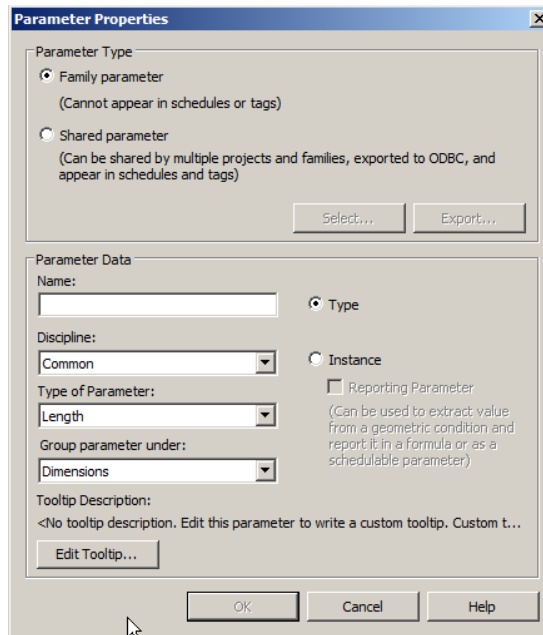 Parameter Properties
Parameter Type
Family parameter
(Cannot appear in schedules or tags)
Shared parameter
(Can be shared by multiple projects and families, exported to ODBC, and
appear in schedules and tags)
Select...
Export...
Parameter Data
Name:
Type
Discipline:
Common
Instance
Reporting Parameter
Type of Parameter:
Length
(Can be used to extract value
from a geometric condition and
report it in a formula or as a
schedulable parameter)
Group parameter under:
Dimensions
Tooltip Description:
<No tooltip description. Edit this parameter to write a custom tooltip. Custom t...
Edit Tooltip...
OK
Cancel
Help